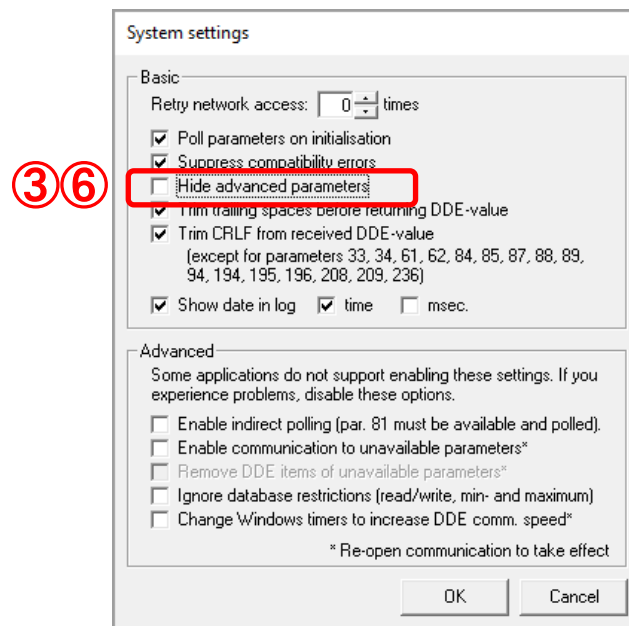 System settings
Basic
Retry network access: 0 times
Poll parameters on initialisation
Suppress compatibility errors
③⑥ Hide advanced parameters
Trim trailing spaces before returning DDE-value
Trim CRLF from received DDE-value
(except for parameters 33, 34, 61, 62, 84, 85, 87, 88, 89,
94, 194, 195, 196, 208, 209, 236)
Show date in log time msec.
Advanced
Some applications do not support enabling these settings. If you
experience problems, disable these options.
Enable indirect polling (par. 81 must be available and polled).
Enable communication to unavailable parameters*
Remove DDE items of unavailable parameters*
Ignore database restrictions (read/write, min- and maximum)
Change Windows timers to increase DDE comm. speed*
* Re-open communication to take effect
OK Cancel